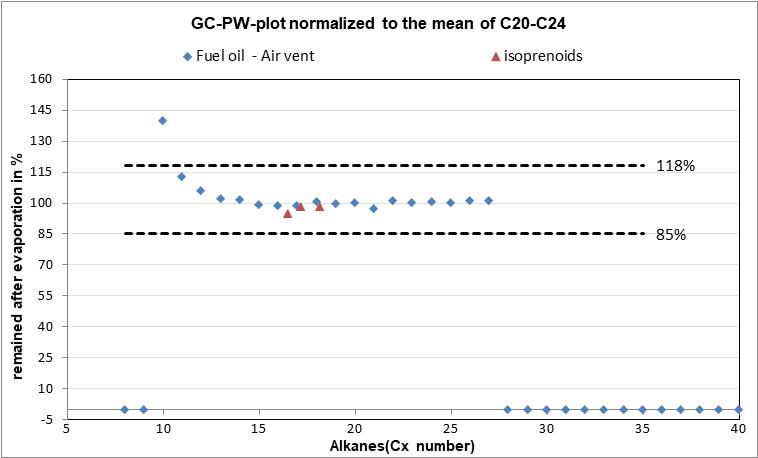 GC-PW-plot normalized to the mean of C20-C24
Fuel oil - Air vent
isoprenoids
remained after evaporation in %
160
145
130
115
100
85
70
55
40
25
10
-5
118%
85%
5 10 15 20 25 30 35 40
Alkanes(Cx number)